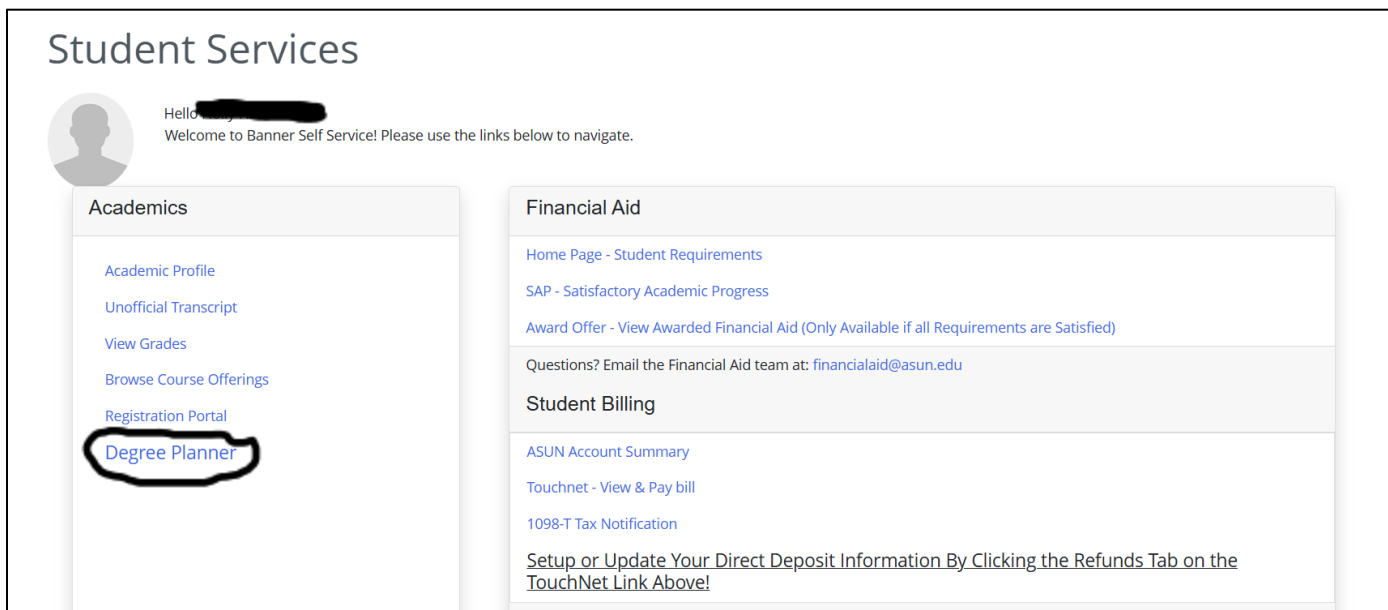 Student Services
Hello
Welcome to Banner Self Service! Please use the links below to navigate.
Academics
Academic Profile
Unofficial Transcript
View Grades
Browse Course Offerings
Registration Portal
Degree Planner
Financial Aid
Home Page - Student Requirements
SAP - Satisfactory Academic Progress
Award Offer - View Awarded Financial Aid (Only Available if all Requirements are Satisfied)
Questions? Email the Financial Aid team at: financialaid@asun.edu
Student Billing
ASUN Account Summary
Touchnet - View & Pay bill
1098-T Tax Notification
Setup or Update Your Direct Deposit Information By Clicking the Refunds Tab on the
TouchNet Link Above!